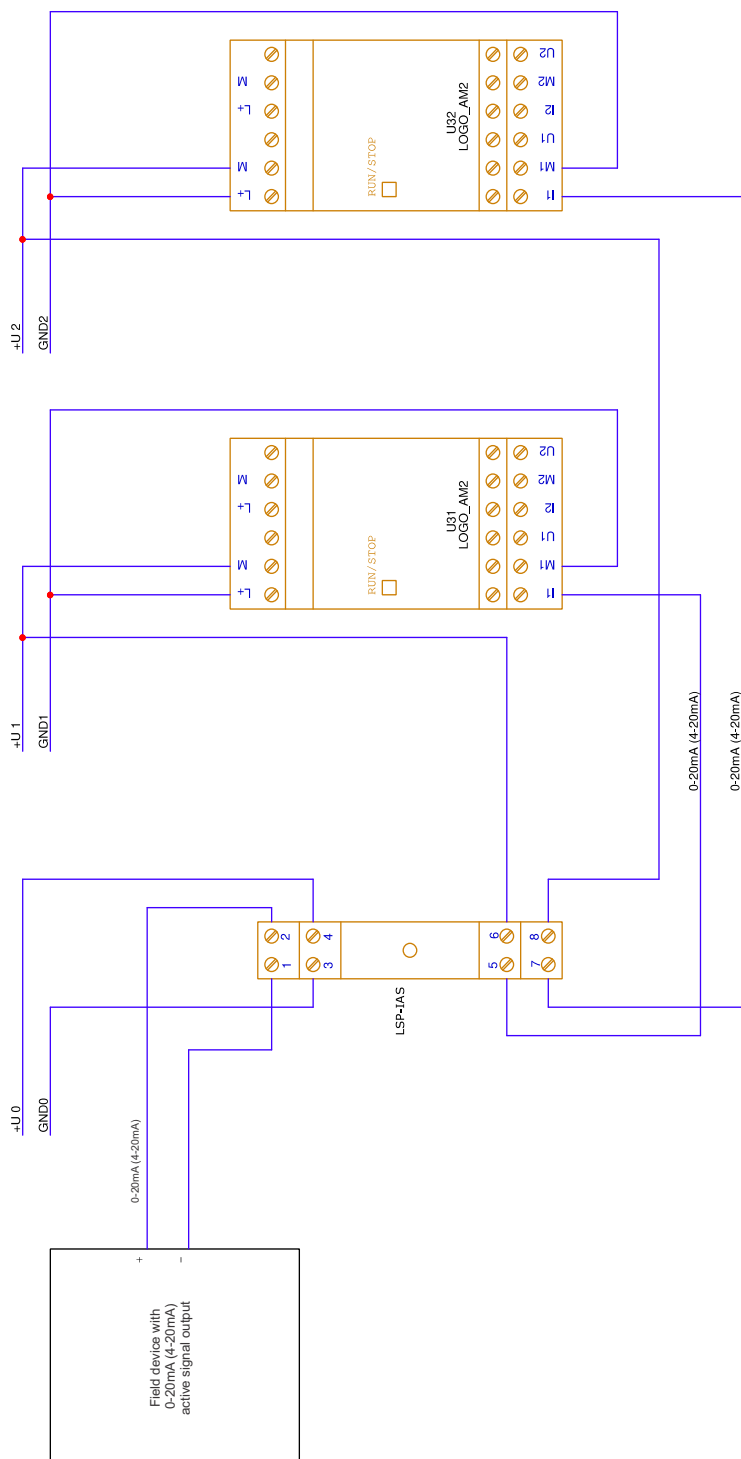 +U 0
GND0
+U 1
GND1
+U 2
GND2
0-20mA (4-20mA)
+
-
Field device with
0-20mA (4-20mA)
active signal output
1 2
3 4
LSP-IAS
5 6
7 8
L+ M L+ M
RUN/STOP
U31
LOGO_AM2
I1 M1 U1 I2 M2 U2
L+ M L+ M
RUN/STOP
U32
LOGO_AM2
I1 M1 U1 I2 M2 U2
0-20mA (4-20mA)
0-20mA (4-20mA)